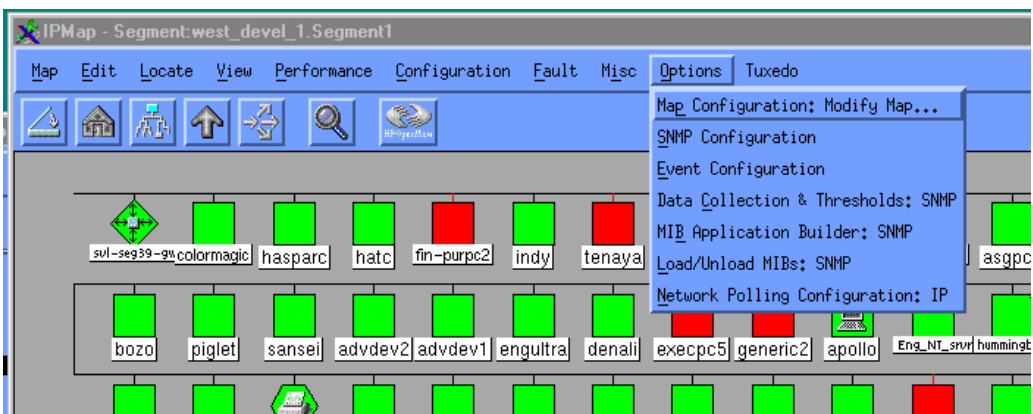 IPMap - Segment:west_devel_1.Segment1
Map Edit Locate View Performance Configuration Fault Misc Options Tuxedo
HPOpenView
Map Configuration: Modify Map...
SNMP Configuration
Event Configuration
Data Collection & Thresholds: SNMP
MIB Application Builder: SNMP
Load/Unload MIBs: SNMP
Network Polling Configuration: IP
svl-seg39-gw colormagic hasparc hatc fin-purpc2 indy tenaya asgpc
bozo piglet sansei advdev2 advdev1 engultra denali execpc5 generic2 apollo Eng_NT_srvr hummingb